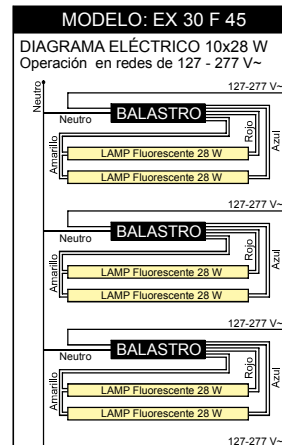 MODELO: EX 30 F 45
DIAGRAMA ELÉCTRICO 10x28 W
Operación en redes de 127 - 277 V~
Neutro
127-277 V~
BALASTRO
Neutro
Rojo
Azul
Amarillo
LAMP Fluorescente 28 W
LAMP Fluorescente 28 W
127-277 V~
BALASTRO
Neutro
Rojo
Azul
Amarillo
LAMP Fluorescente 28 W
LAMP Fluorescente 28 W
127-277 V~
BALASTRO
Neutro
Rojo
Azul
Amarillo
LAMP Fluorescente 28 W
LAMP Fluorescente 28 W
127-277 V~